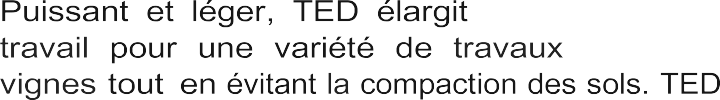 Puissant et léger, TED élargit
travail pour une variété de travaux
vignes tout en évitant la compaction des sols. TED